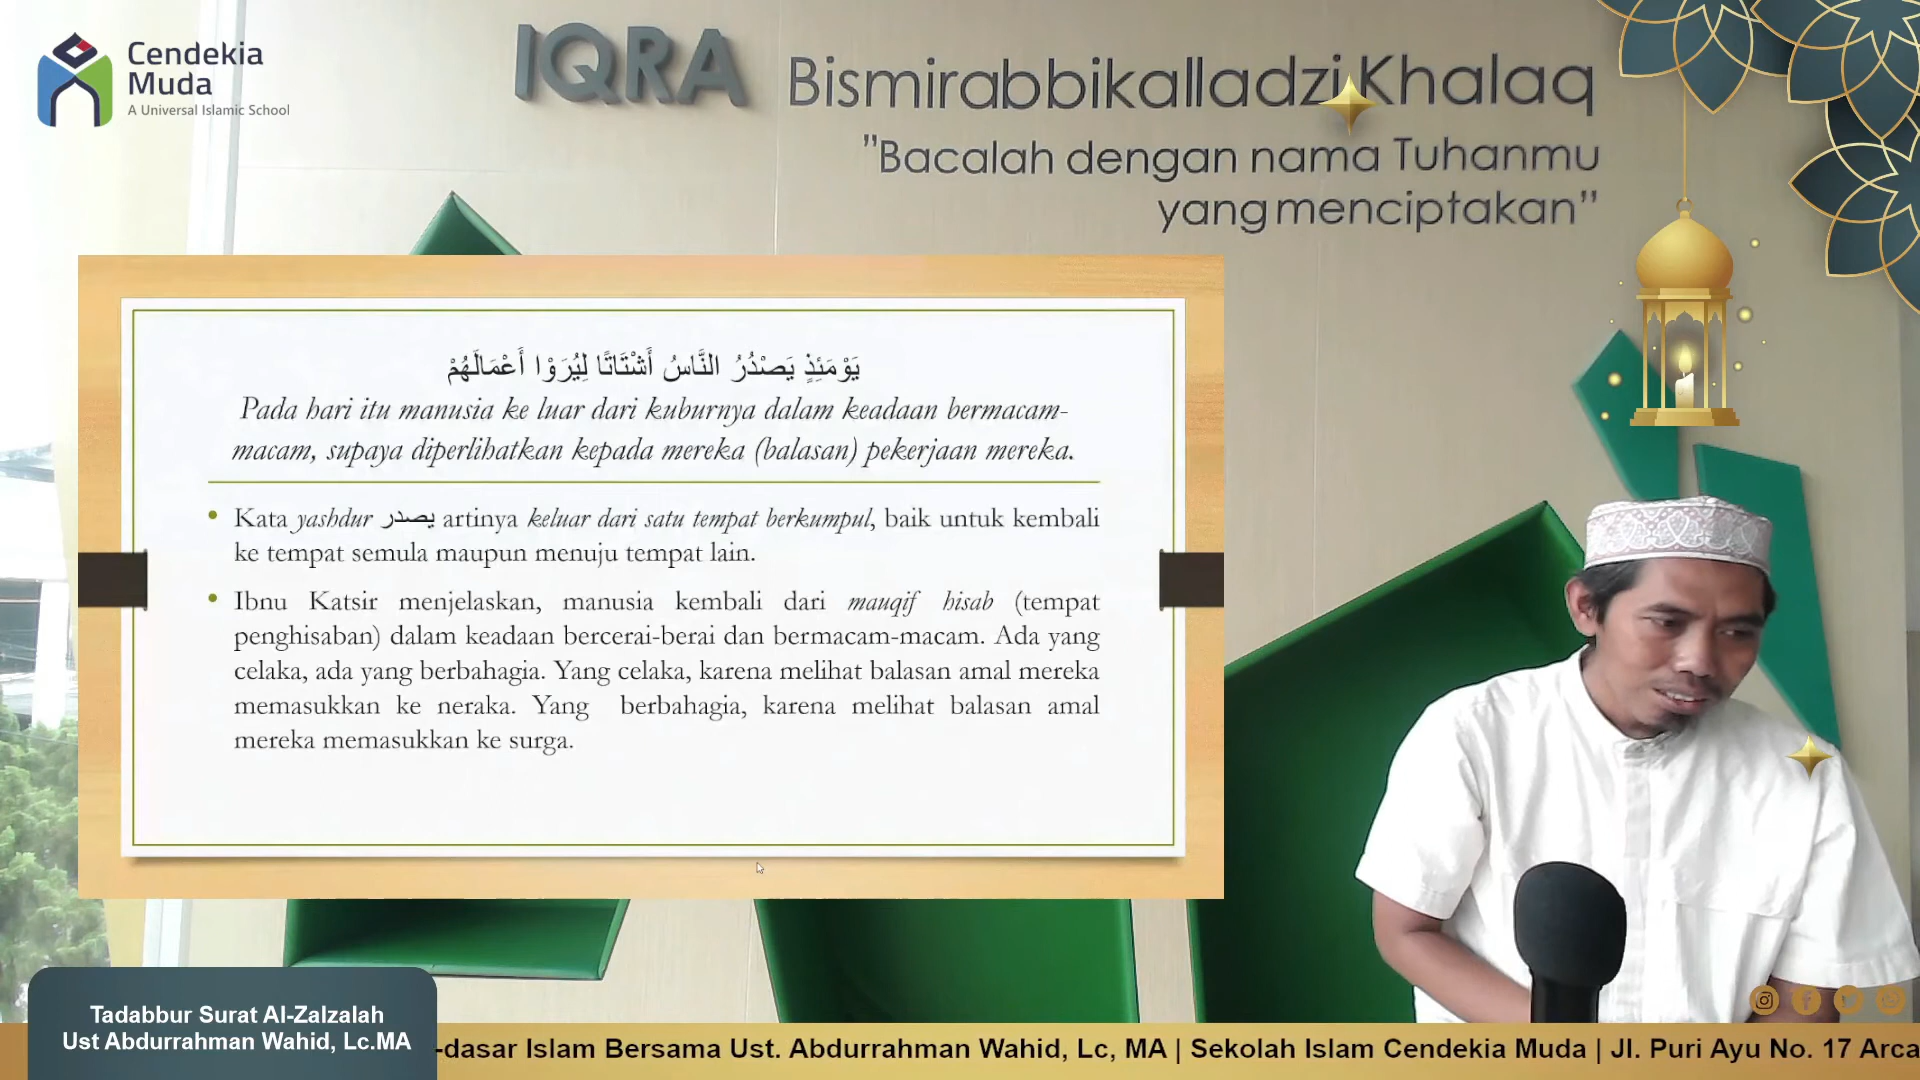 Cendekia
Muda
A Universal Islamic School
IQRA
Bismirabbikalladzi Khalaq
"Bacalah dengan nama Tuhanmu
yang menciptakan"
يَوْمَئِذٍ يَصْدُرُ النَّاسُ أَشْتَاتًا لِيُرَوْا أَعْمَالَهُمْ
Pada hari itu manusia ke luar dari kuburnya dalam keadaan bermacam-
macam, supaya diperlihatkan kepada mereka (balasan) pekerjaan mereka.
• Kata yashdur يصدر artinya keluar dari satu tempat berkumpul, baik untuk kembali
ke tempat semula maupun menuju tempat lain.
• Ibnu Katsir menjelaskan, manusia kembali dari mauqif hisab (tempat
penghisaban) dalam keadaan bercerai-berai dan bermacam-macam. Ada yang
celaka, ada yang berbahagia. Yang celaka, karena melihat balasan amal mereka
memasukkan ke neraka. Yang berbahagia, karena melihat balasan amal
mereka memasukkan ke surga.
Tadabbur Surat Al-Zalzalah
Ust Abdurrahman Wahid, Lc.MA
-dasar Islam Bersama Ust. Abdurrahman Wahid, Lc, MA | Sekolah Islam Cendekia Muda | Jl. Puri Ayu No. 17 Arca